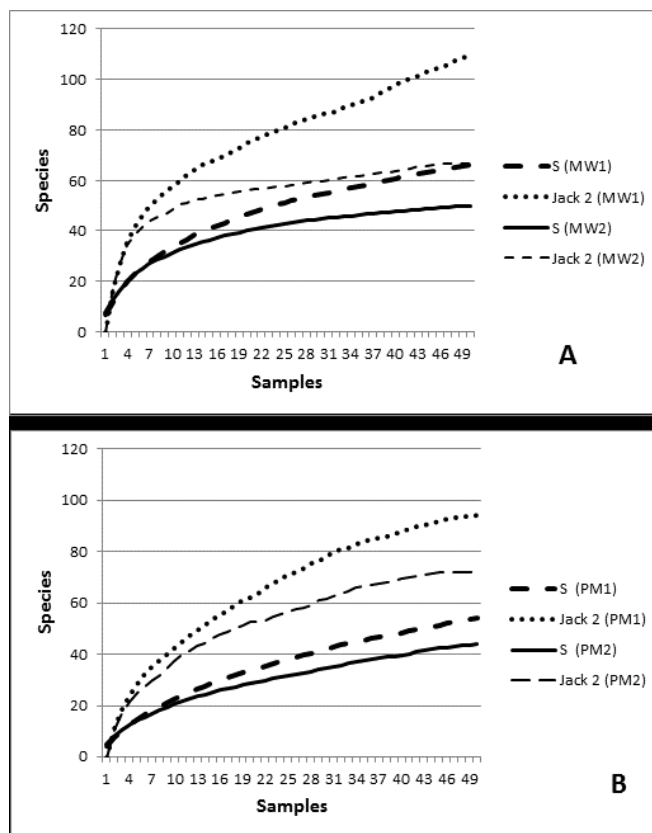 120
100
80
60
40
20
0
Species
1 4 7 10 13 16 19 22 25 28 31 34 37 40 43 46 49
Samples
S (MW1)
Jack 2 (MW1)
S (MW2)
Jack 2 (MW2)
A
120
100
80
60
40
20
0
Species
1 4 7 10 13 16 19 22 25 28 31 34 37 40 43 46 49
Samples
S (PM1)
Jack 2 (PM1)
S (PM2)
Jack 2 (PM2)
B